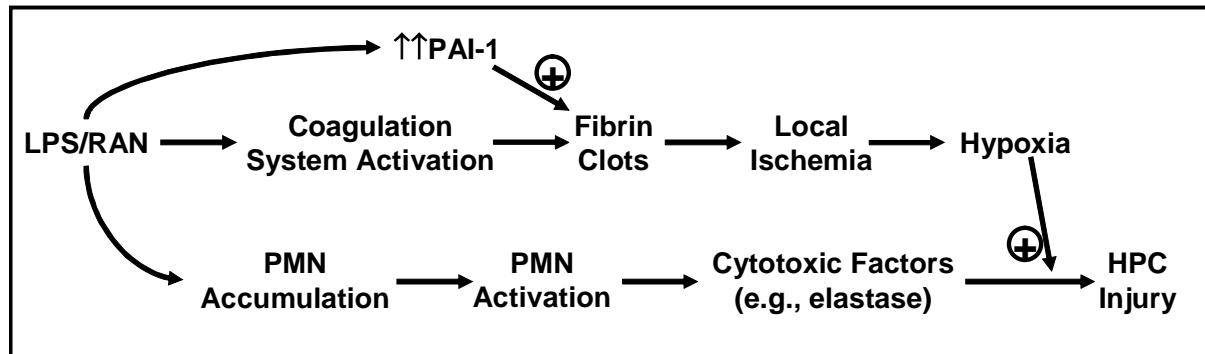 ↑↑PAI-1
+
LPS/RAN
Coagulation
System Activation
Fibrin
Clots
Local
Ischemia
Hypoxia
+
PMN
Accumulation
PMN
Activation
Cytotoxic Factors
(e.g., elastase)
HPC
Injury